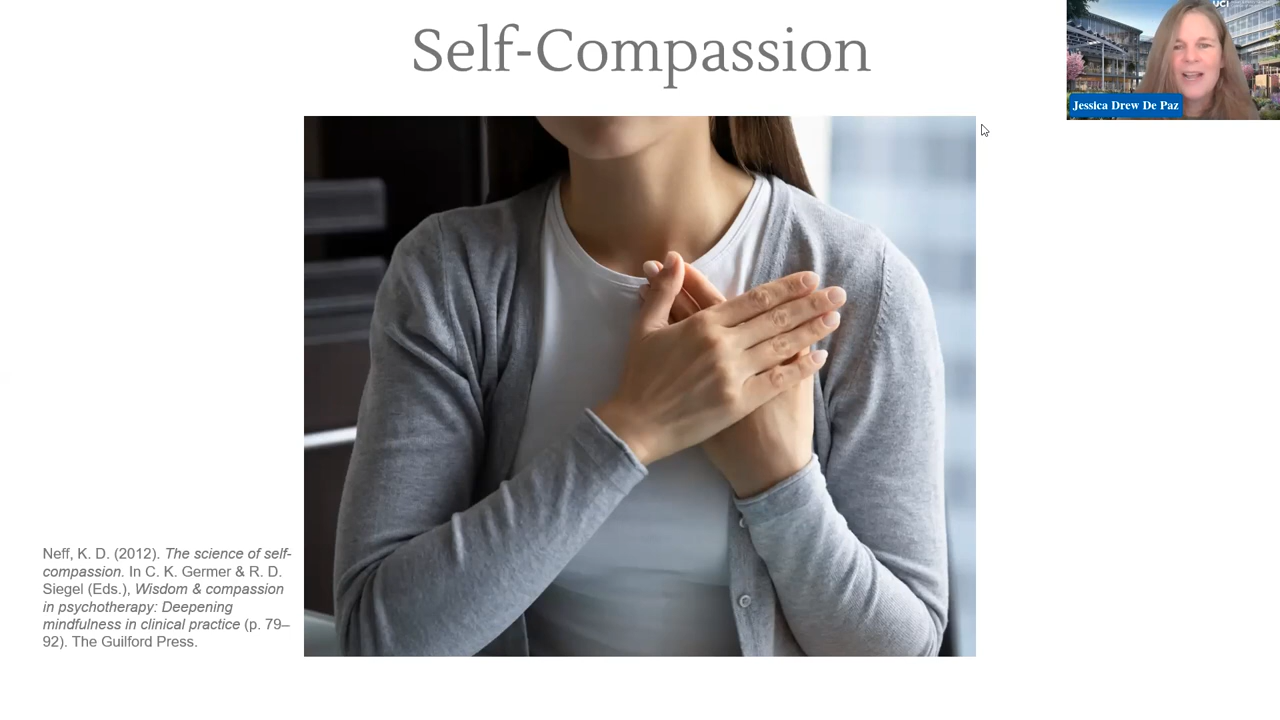 Self-Compassion
UCI
Jessica Drew De Paz
Neff, K. D. (2012). The science of self-
compassion. In C. K. Germer & R. D.
Siegel (Eds.), Wisdom & compassion
in psychotherapy: Deepening
mindfulness in clinical practice (p. 79–
92). The Guilford Press.